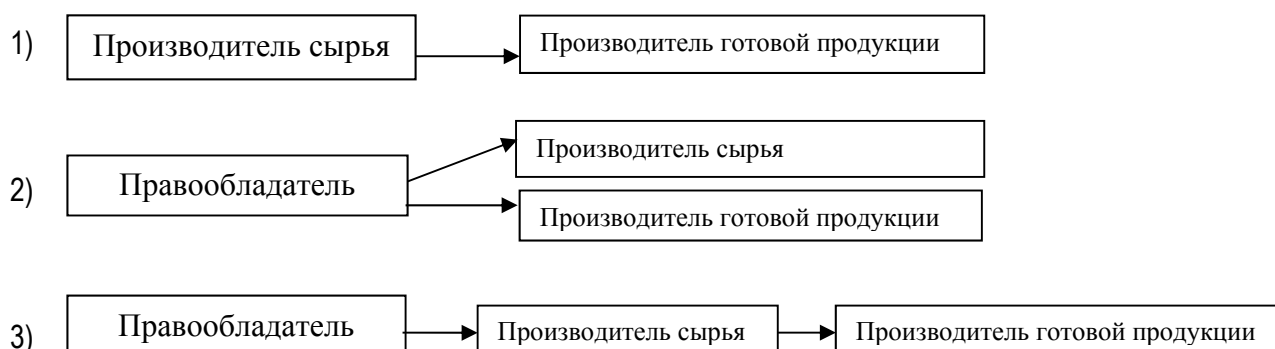 1) Производитель сырья Производитель готовой продукции
Производитель сырья
2) Правообладатель
Производитель готовой продукции
3) Правообладатель Производитель сырья Производитель готовой продукции